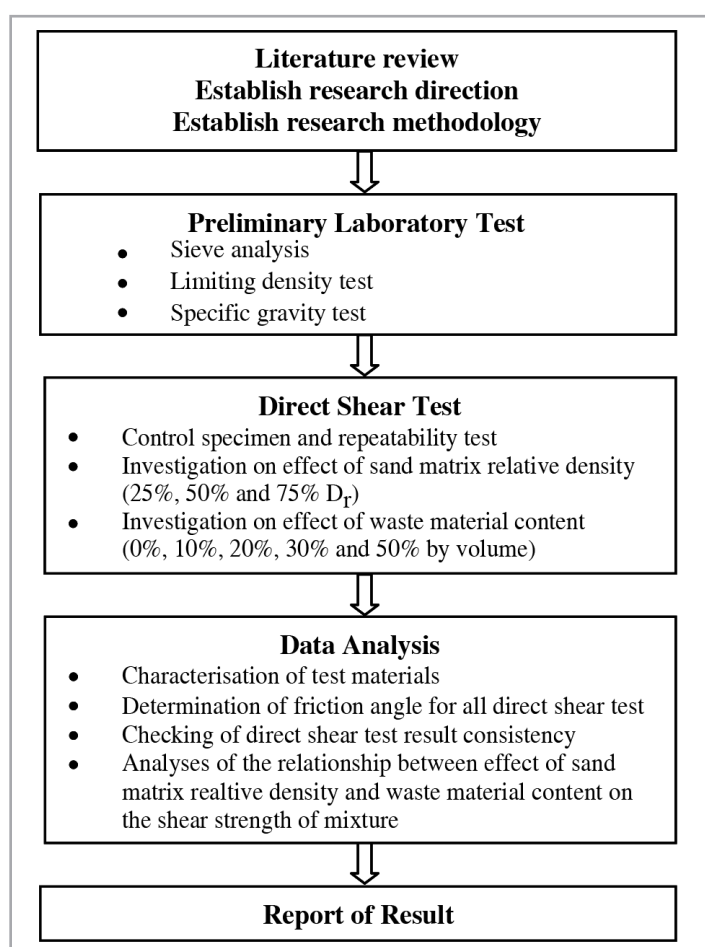 Literature review
Establish research direction
Establish research methodology
Preliminary Laboratory Test
• Sieve analysis
• Limiting density test
• Specific gravity test
Direct Shear Test
• Control specimen and repeatability test
• Investigation on effect of sand matrix relative density
(25%, 50% and 75% Dr)
• Investigation on effect of waste material content
(0%, 10%, 20%, 30% and 50% by volume)
Data Analysis
• Characterisation of test materials
• Determination of friction angle for all direct shear test
• Checking of direct shear test result consistency
• Analyses of the relationship between effect of sand
matrix realtive density and waste material content on
the shear strength of mixture
Report of Result